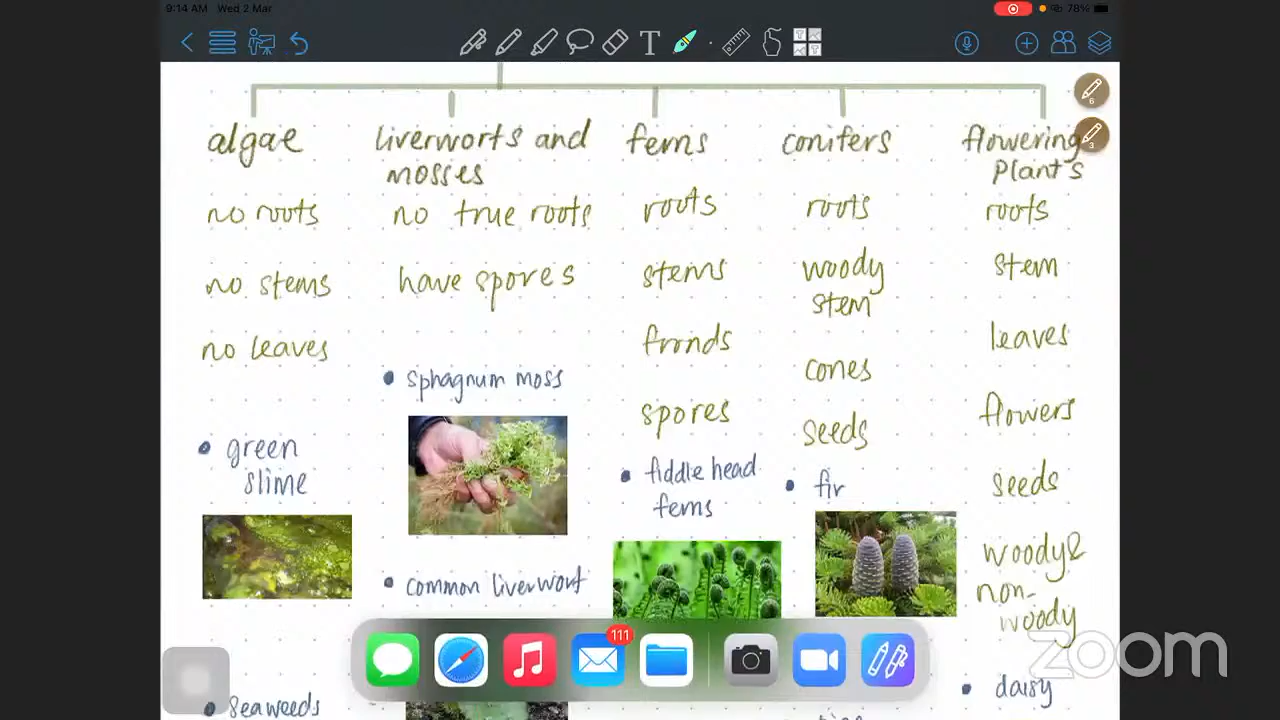 9:14 AM Wed 2 Mar
78%
T
6
3
algae
no roots
no stems
no leaves
• green
slime
• seaweeds
liverworts and
mosses
no true roots
have spores
• sphagnum moss
• common liverwort
ferns
roots
stems
fronds
spores
• fiddle head
ferns
conifers
roots
woody
stem
cones
seeds
• fir
flowering
plants
roots
stem
leaves
flowers
seeds
woody &
non-
woody
• daisy
111
zoom